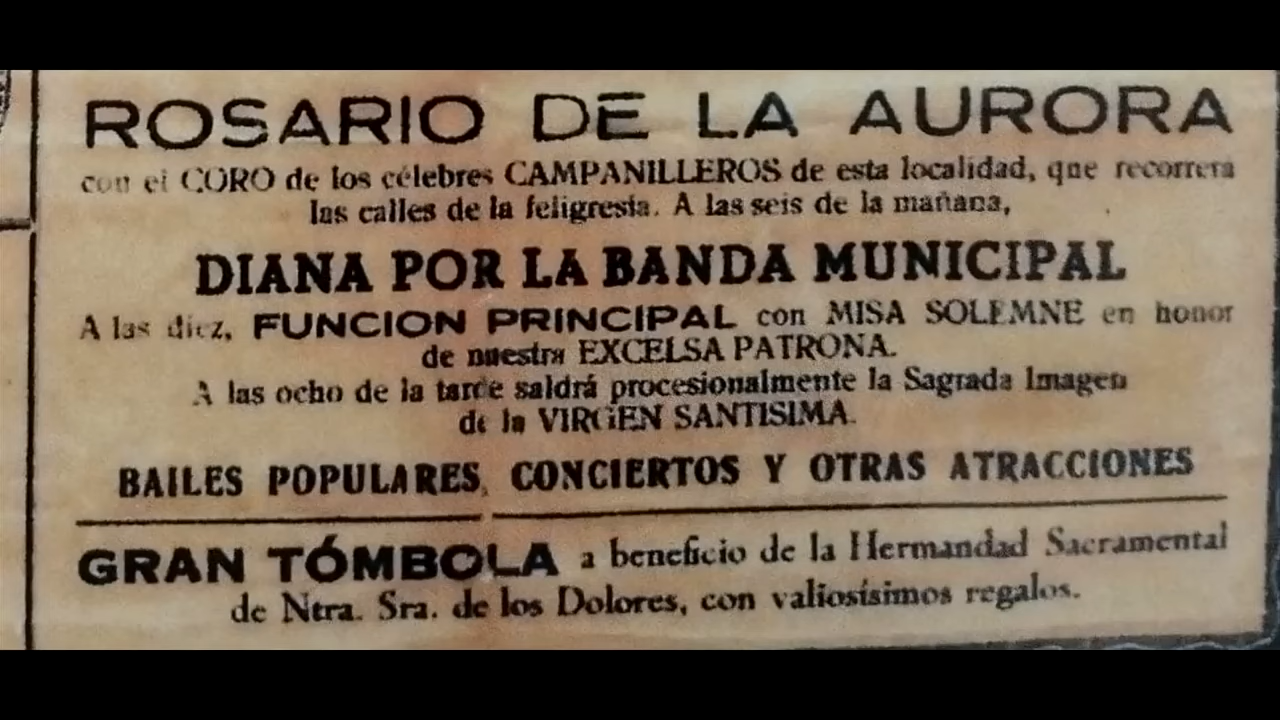 ROSARIO DE LA AURORA
con el CORO de los célebres CAMPANILLEROS de esta localidad, que recorrera
las calles de la feligresia. A las seis de la mañana,
DIANA POR LA BANDA MUNICIPAL
A las diez, FUNCION PRINCIPAL con MISA SOLEMNE en honor
de nuestra EXCELSA PATRONA.
A las ocho de la tarde saldrá procesionalmente la Sagrada Imagen
de la VIRGEN SANTISIMA.
BAILES POPULARES, CONCIERTOS Y OTRAS ATRACCIONES
GRAN TÓMBOLA a beneficio de la Hermandad Sacramental
de Ntra. Sra. de los Dolores, con valiosísimos regalos.